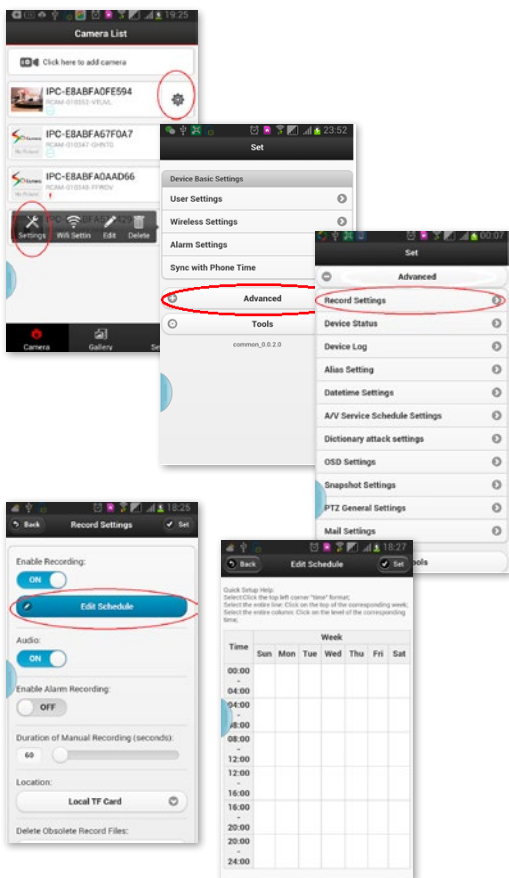 19:25
Camera List
Click here to add camera
IPC-E8ABFA0FE594
RCAM-010352-VTUVL
IPC-E8ABFA67F0A7
RCAM-010347-GHNTO
IPC-E8ABFA0AAD66
Settings Wifi Settin Edit Delete
Camera Gallery Se
23:52
Set
Device Basic Settings
User Settings
Wireless Settings
Alarm Settings
Sync with Phone Time
Advanced
Tools
common_0.0.2.0
00:07
Set
Advanced
Record Settings
Device Status
Device Log
Alias Setting
Datetime Settings
A/V Service Schedule Settings
Dictionary attack settings
OSD Settings
Snapshot Settings
PTZ General Settings
Mail Settings
ools
18:25
Back Record Settings Set
Enable Recording:
ON
Edit Schedule
Audio:
ON
Enable Alarm Recording:
OFF
Duration of Manual Recording (seconds):
60
Location:
Local TF Card
Delete Obsolete Record Files:
18:27
Back Edit Schedule Set
Quick Setup Help:
Select:Click the top left corner "time" format;
Select the entire line: Click on the top of the corresponding week;
Select the entire column: Click on the level of the corresponding
time;
Time Week
Sun Mon Tue Wed Thu Fri Sat
00:00
-
04:00
04:00
-
08:00
08:00
-
12:00
12:00
-
16:00
16:00
-
20:00
20:00
-
24:00